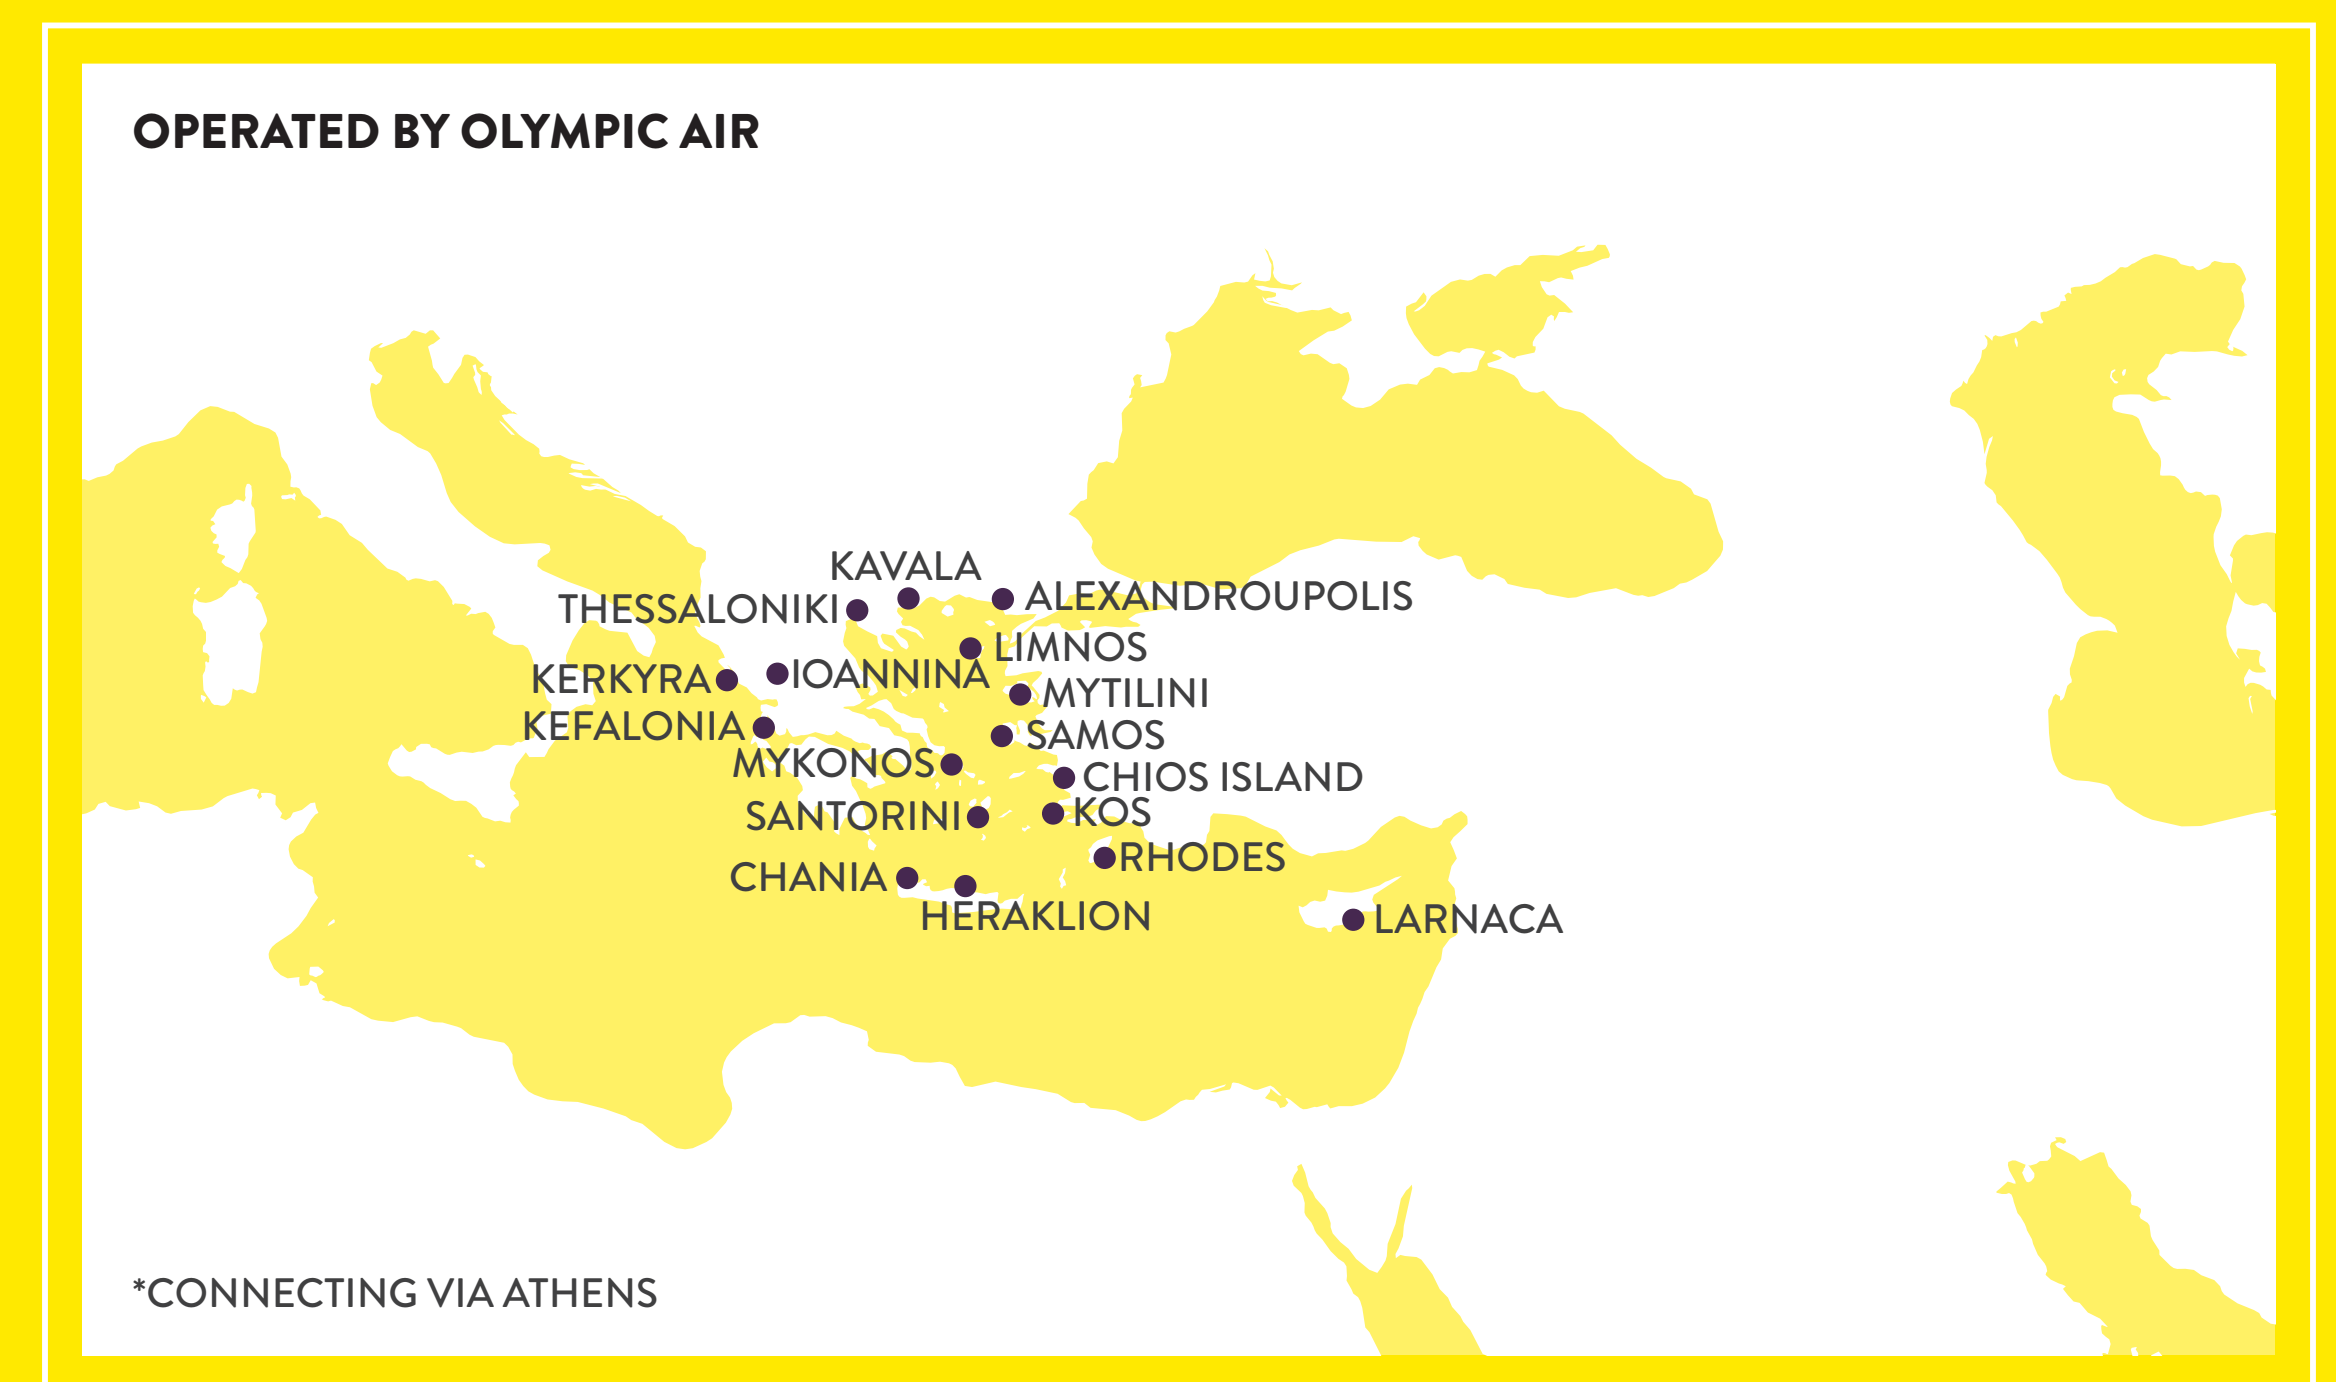 OPERATED BY OLYMPIC AIR
KAVALA
ALEXANDROUPOLIS
THESSALONIKI
LIMNOS
IOANNINA
KERKYRA
MYTILINI
KEFALONIA
SAMOS
MYKONOS
CHIOS ISLAND
KOS
SANTORINI
RHODES
CHANIA
HERAKLION
LARNACA
*CONNECTING VIA ATHENS